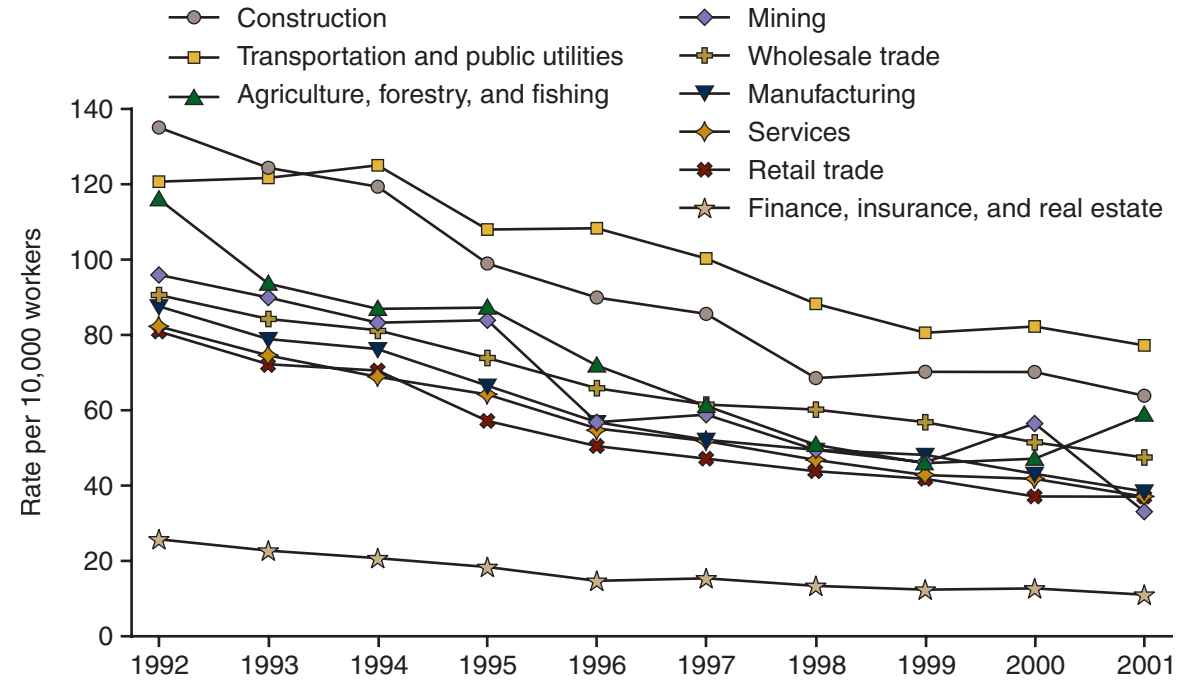 Construction
Transportation and public utilities
Agriculture, forestry, and fishing
Mining
Wholesale trade
Manufacturing
Services
Retail trade
Finance, insurance, and real estate
Rate per 10,000 workers
140
120
100
80
60
40
20
0
1992 1993 1994 1995 1996 1997 1998 1999 2000 2001